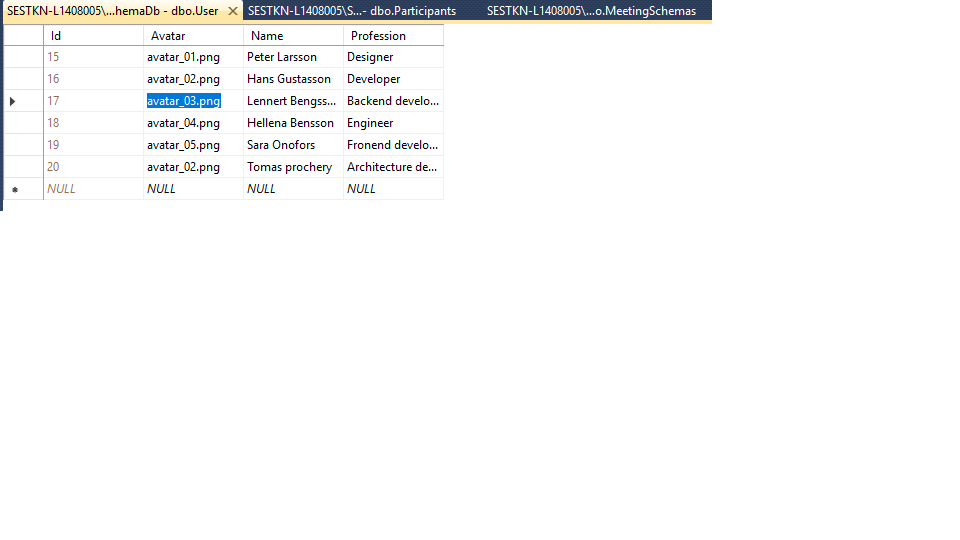 SESTKN-L1408005\...hemaDb - dbo.User SESTKN-L1408005\S...- dbo.Participants SESTKN-L1408005\...o.MeetingSchemas
Id Avatar Name Profession
15 avatar_01.png Peter Larsson Designer
16 avatar_02.png Hans Gustasson Developer
17 avatar_03.png Lennert Bengss... Backend develo...
18 avatar_04.png Hellena Bensson Engineer
19 avatar_05.png Sara Onofors Fronend develo...
20 avatar_02.png Tomas prochery Architecture de...
NULL NULL NULL NULL